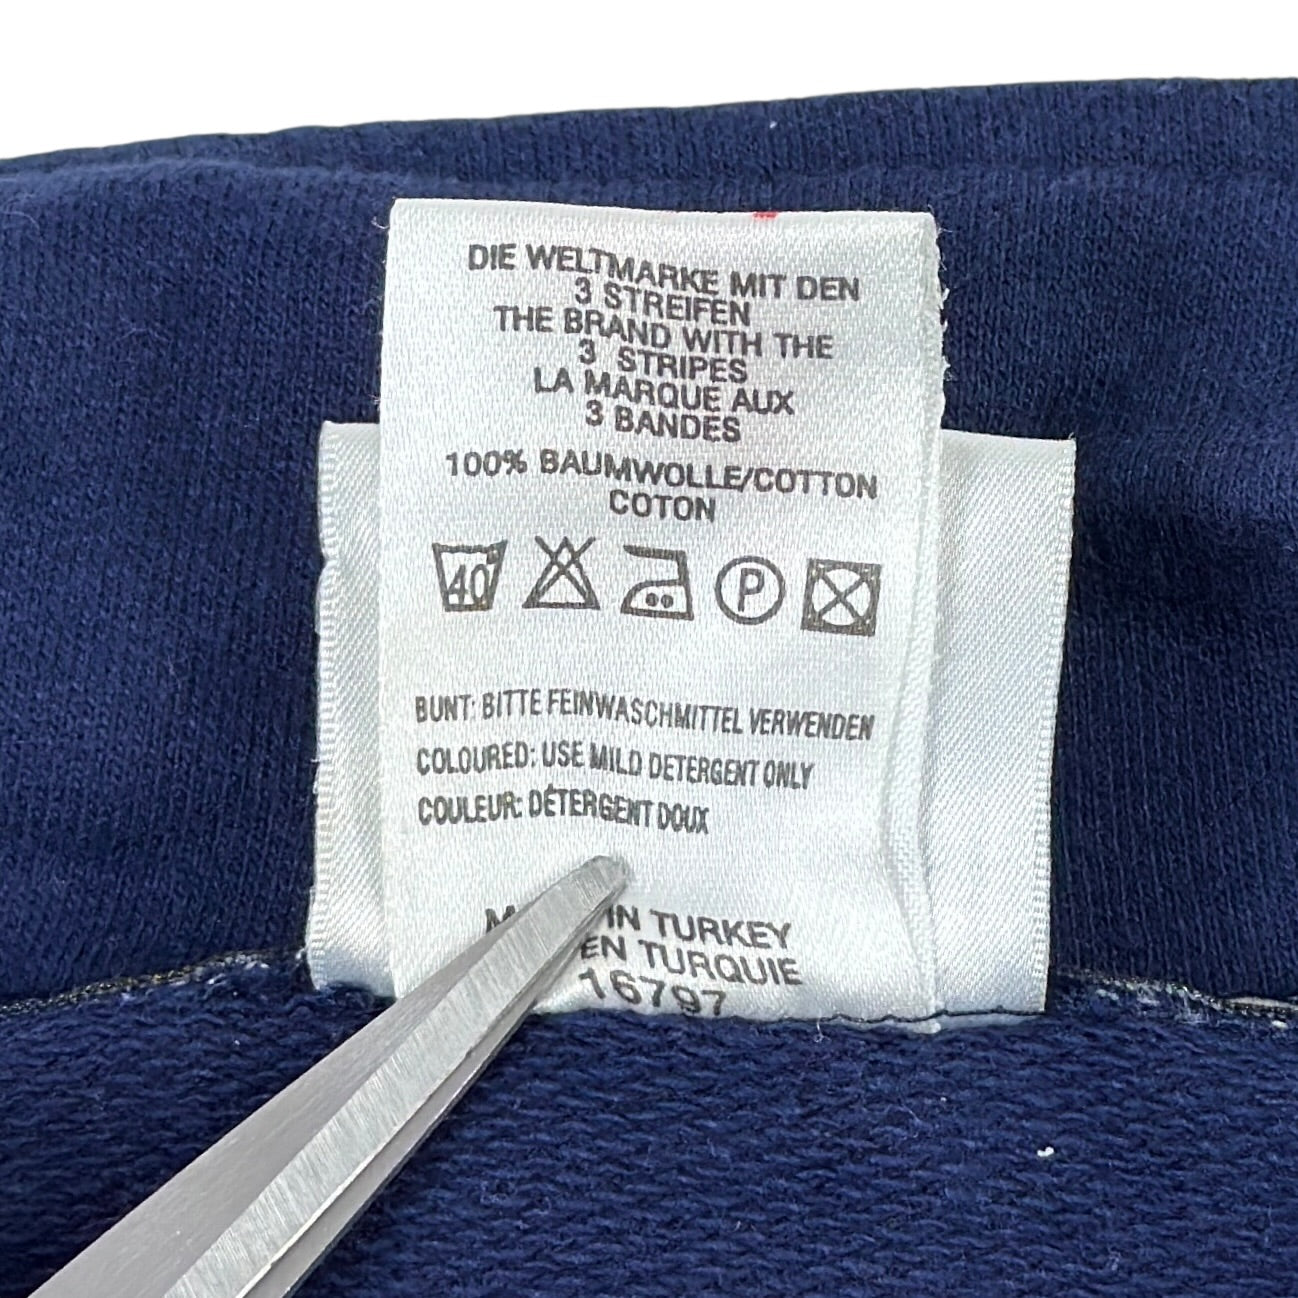 DIE WELTMARKE MIT DEN
3 STREIFEN
THE BRAND WITH THE
3 STRIPES
LA MARQUE AUX
3 BANDES
100% BAUMWOLLE/COTTON
COTON
40° P
BUNT: BITTE FEINWASCHMITTEL VERWENDEN
COLOURED: USE MILD DETERGENT ONLY
COULEUR: DÉTERGENT DOUX
IN TURKEY
EN TURQUIE
16797